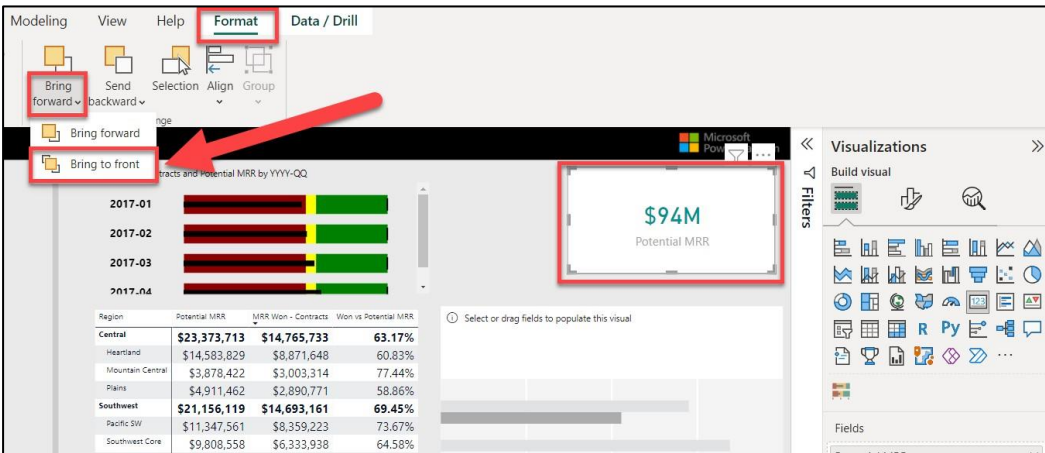 Modeling View Help Format Data / Drill
Bring forward
Send backward
Selection
Align
Group
nge
Bring forward
Bring to front
Microsoft
Pow
tracts and Potential MRR by YYYY-QQ
2017-01
2017-02
2017-03
2017-04
$94M
Potential MRR
Filters
Visualizations
Build visual
123
R Py
Fields
Region Potential MRR MRR Won - Contracts Won vs Potential MRR
Central $23,373,713 $14,765,733 63.17%
Heartland $14,583,829 $8,871,648 60.83%
Mountain Central $3,878,422 $3,003,314 77.44%
Plains $4,911,462 $2,890,771 58.86%
Southwest $21,156,119 $14,693,161 69.45%
Pacific SW $11,347,561 $8,359,223 73.67%
Southwest Core $9,808,558 $6,333,938 64.58%
Select or drag fields to populate this visual